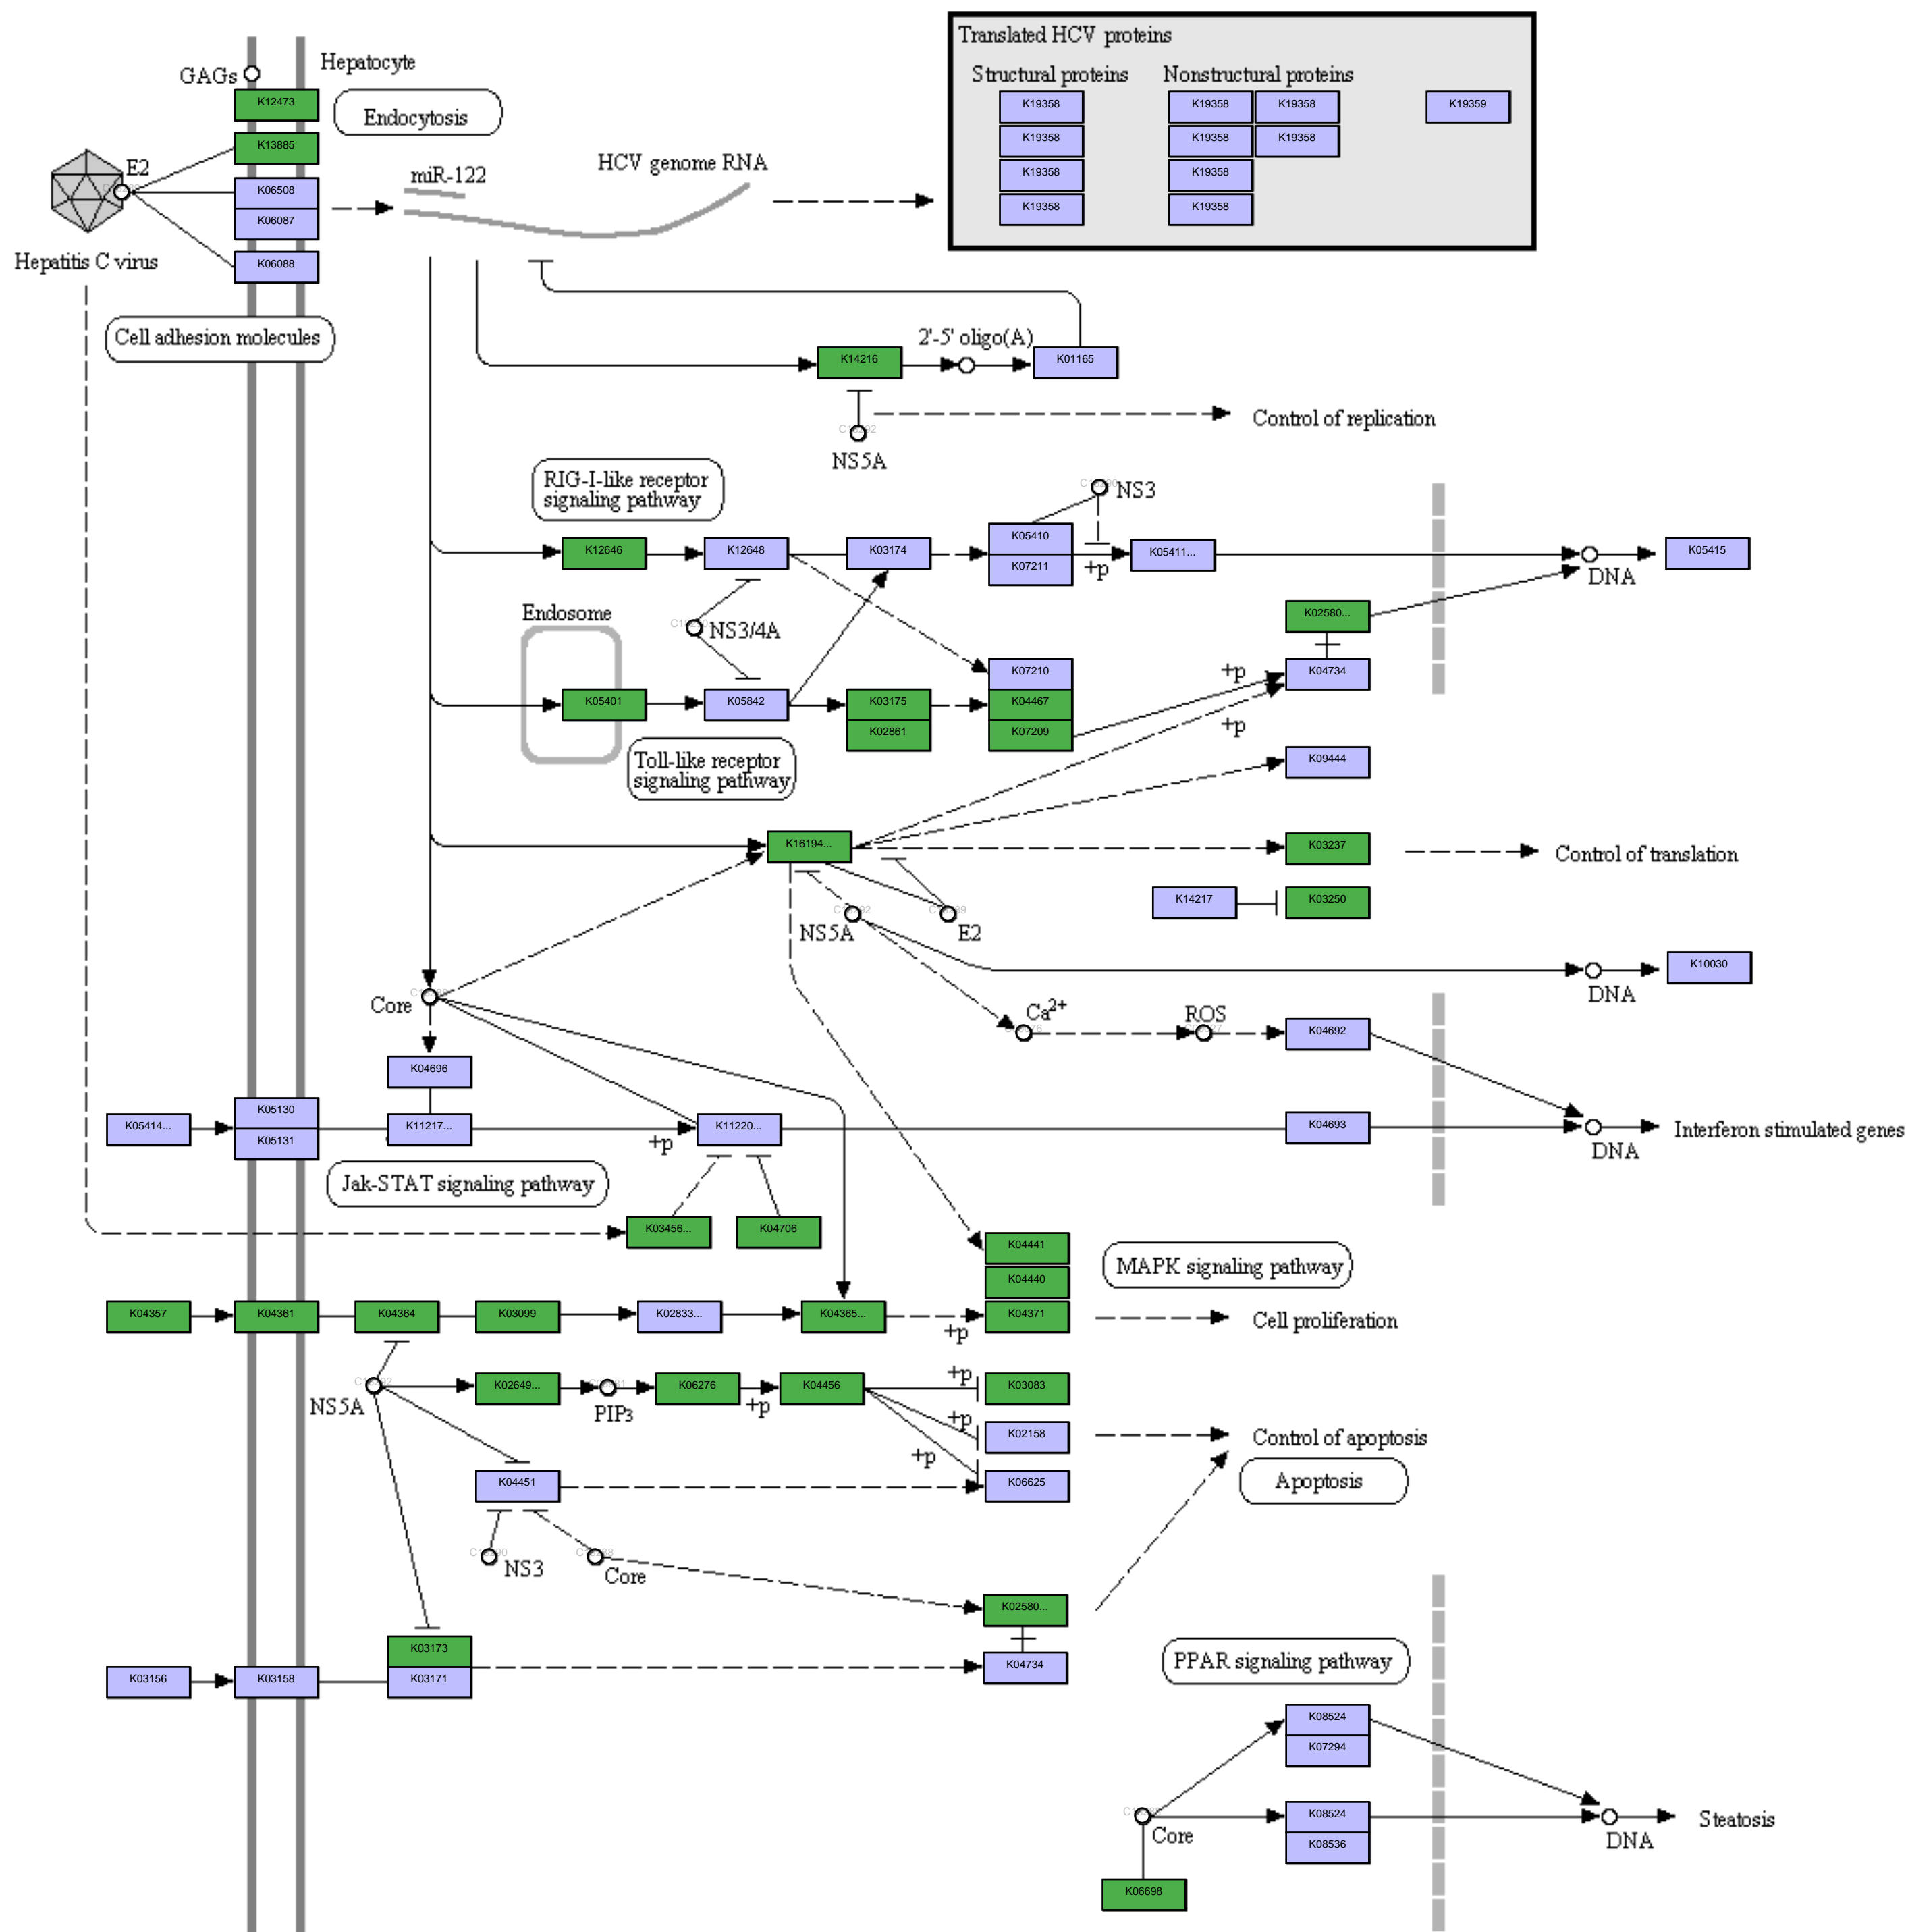 Translated HCV proteins
Structural proteins
Nonstructural proteins
K19358
K19358
K19358
K19359
K19358
K19358
K19358
K19358
K19358
K19358
K19358
GAGs
Hepatocyte
K12473
Endocytosis
K13885
E2
K06508
K06087
K06088
Hepatitis C virus
miR-122
HCV genome RNA
Cell adhesion molecules
K14216
2'-5' oligo(A)
K01165
Control of replication
NS5A
RIG-I-like receptor
signaling pathway
NS3
K12646
K12648
K03174
K05410
K07211
+p
K05411...
DNA
K05415
Endosome
NS3/4A
K02580...
K04734
+p
+p
K05401
K05842
K03175
K02861
K07210
K04467
K07209
Toll-like receptor
signaling pathway
K09444
K16194...
K03237
Control of translation
K14217
K03250
NS5A
E2
DNA
K10030
Core
Ca2+
ROS
K04692
K04696
K05414...
K05130
K05131
K11217...
+p
K11220...
K04693
DNA
Interferon stimulated genes
Jak-STAT signaling pathway
K03456...
K04706
K04441
K04440
K04371
MAPK signaling pathway
K04357
K04361
K04364
K03099
K02833...
K04365...
+p
Cell proliferation
NS5A
K02649...
PIP3
K06276
+p
K04456
+p
K03083
+p
K02158
+p
K06625
Control of apoptosis
Apoptosis
K04451
NS3
Core
K02580...
K04734
K03173
K03171
K03156
K03158
PPAR signaling pathway
K08524
K07294
Core
K08524
K08536
DNA
Steatosis
K06698